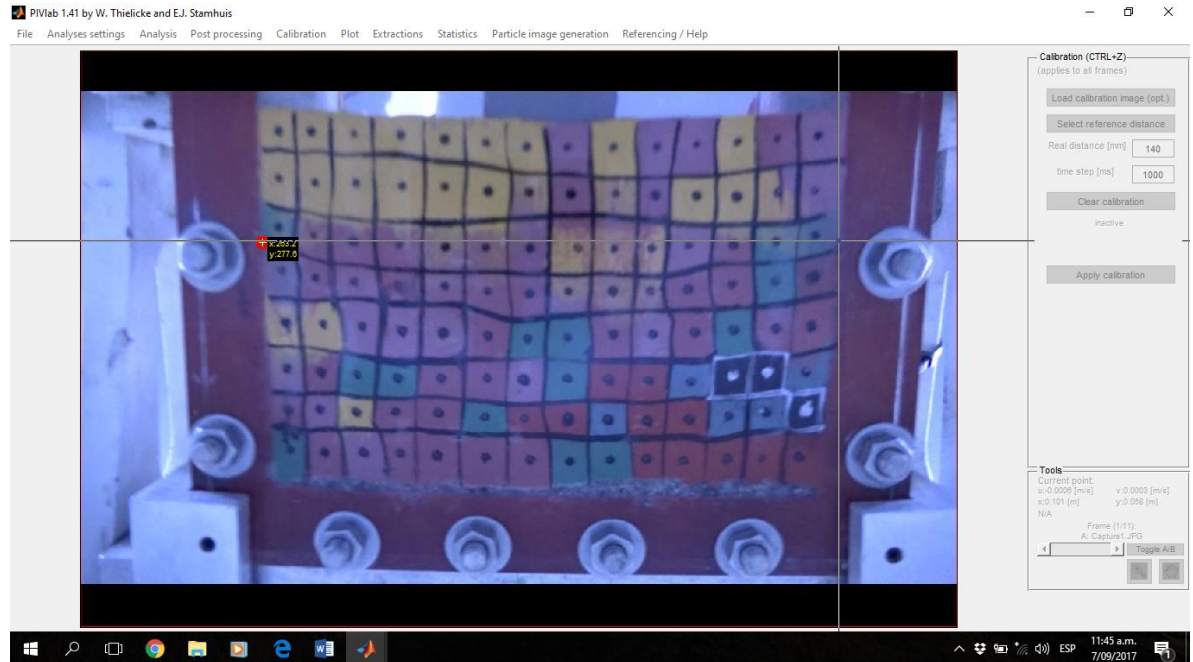 PIVlab 1.41 by W. Thielicke and E.J. Stamhuis
File Analyses settings Analysis Post processing Calibration Plot Extractions Statistics Particle image generation Referencing / Help
Calibration (CTRL+Z)
(applies to all frames)
Load calibration image (opt.)
Select reference distance
Real distance [mm] 140
time step [ms] 1000
Clear calibration
inactive
Apply calibration
x:263.2
y:277.6
Tools
Current point:
u:-0.0006 [m/s] v:0.0003 [m/s]
x:0.101 [m] y:0.058 [m]
N/A
Frame (1/11):
A: Capture1.JPG
Toggle A/B
ESP
11:45 a.m.
7/09/2017